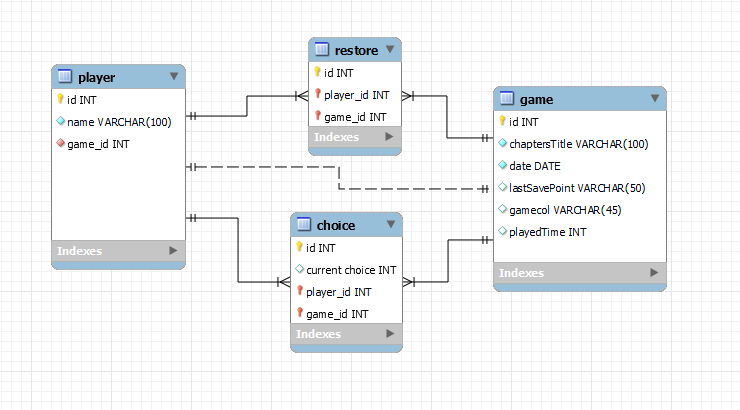 player
id INT
name VARCHAR(100)
game_id INT
Indexes
restore
id INT
player_id INT
game_id INT
Indexes
choice
id INT
current choice INT
player_id INT
game_id INT
Indexes
game
id INT
chaptersTitle VARCHAR(100)
date DATE
lastSavePoint VARCHAR(50)
gamecol VARCHAR(45)
playedTime INT
Indexes